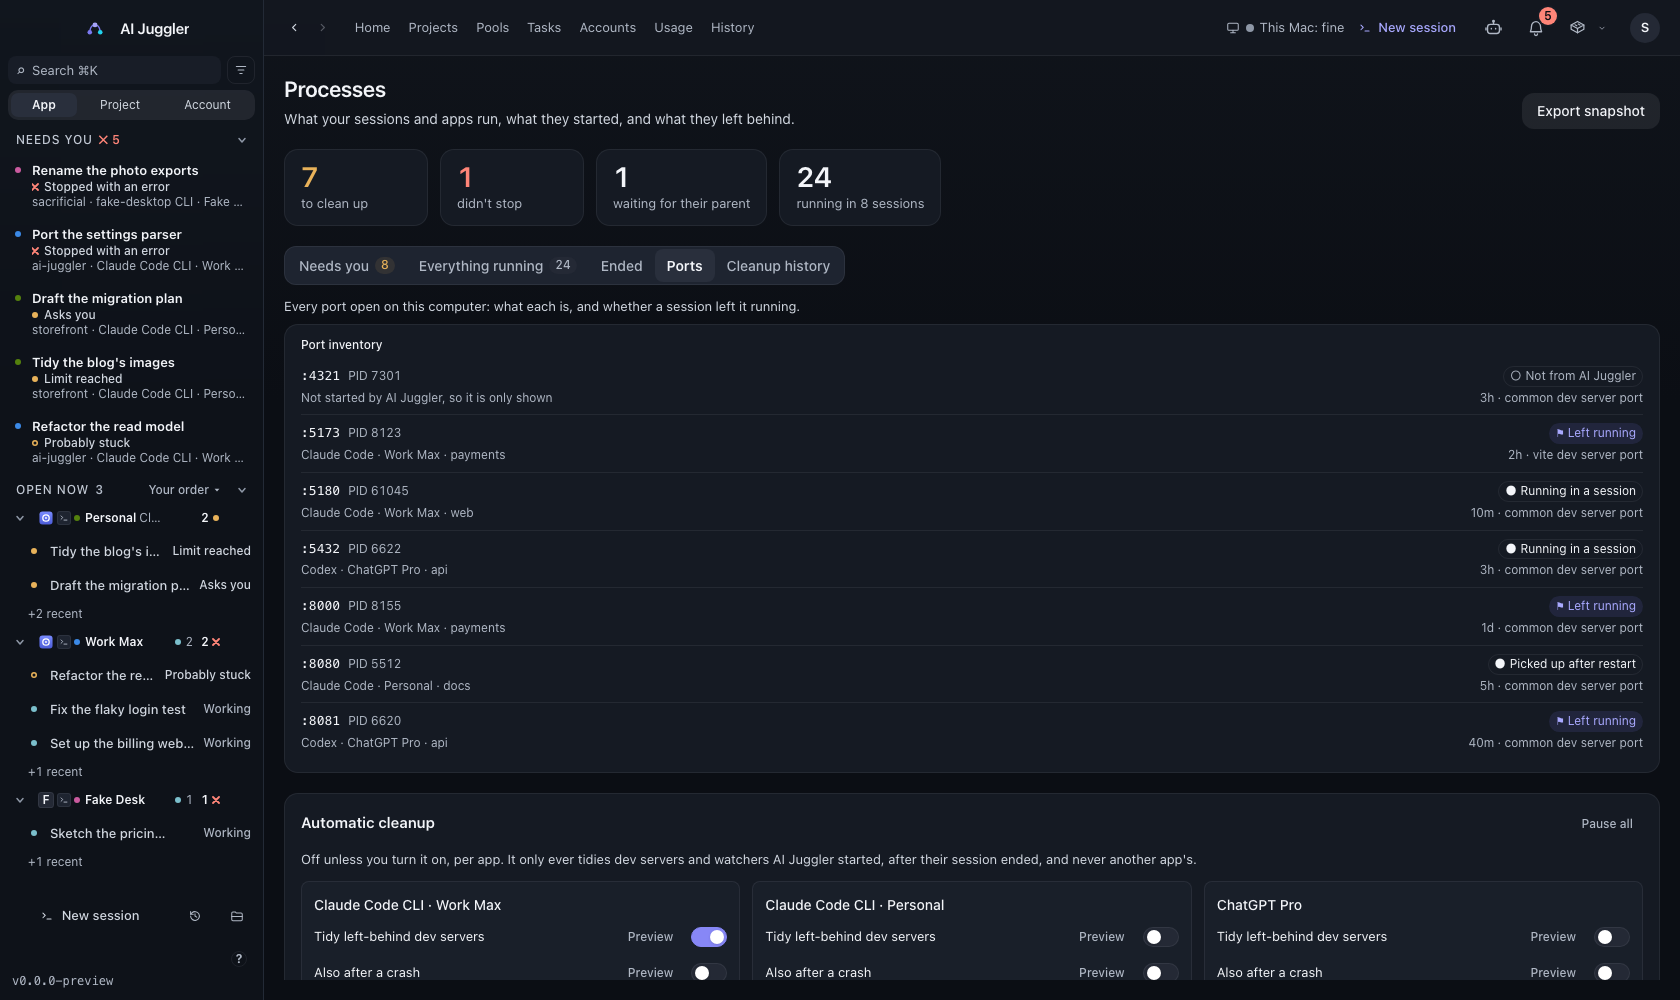 AI Juggler
Search ⌘K
App Project Account
NEEDS YOU 5
Rename the photo exports
Stopped with an error
sacrificial · fake-desktop CLI · Fake ...
Port the settings parser
Stopped with an error
ai-juggler · Claude Code CLI · Work ...
Draft the migration plan
Asks you
storefront · Claude Code CLI · Perso...
Tidy the blog's images
Limit reached
storefront · Claude Code CLI · Perso...
Refactor the read model
Probably stuck
ai-juggler · Claude Code CLI · Work ...
OPEN NOW 3 Your order
Personal Cl... 2
Tidy the blog's i... Limit reached
Draft the migration p... Asks you
+2 recent
Work Max 2 2
Refactor the re... Probably stuck
Fix the flaky login test Working
Set up the billing web... Working
+1 recent
F Fake Desk 1 1
Sketch the pricin... Working
+1 recent
New session
?
v0.0.0-preview
Home Projects Pools Tasks Accounts Usage History
This Mac: fine New session 5 S
Processes
What your sessions and apps run, what they started, and what they left behind.
Export snapshot
7 to clean up
1 didn't stop
1 waiting for their parent
24 running in 8 sessions
Needs you 8 Everything running 24 Ended Ports Cleanup history
Every port open on this computer: what each is, and whether a session left it running.
Port inventory
:4321 PID 7301 Not from AI Juggler
Not started by AI Juggler, so it is only shown 3h · common dev server port
:5173 PID 8123 Left running
Claude Code · Work Max · payments 2h · vite dev server port
:5180 PID 61045 Running in a session
Claude Code · Work Max · web 10m · common dev server port
:5432 PID 6622 Running in a session
Codex · ChatGPT Pro · api 3h · common dev server port
:8000 PID 8155 Left running
Claude Code · Work Max · payments 1d · common dev server port
:8080 PID 5512 Picked up after restart
Claude Code · Personal · docs 5h · common dev server port
:8081 PID 6620 Left running
Codex · ChatGPT Pro · api 40m · common dev server port
Automatic cleanup Pause all
Off unless you turn it on, per app. It only ever tidies dev servers and watchers AI Juggler started, after their session ended, and never another app's.
Claude Code CLI · Work Max
Tidy left-behind dev servers Preview
Also after a crash Preview
Claude Code CLI · Personal
Tidy left-behind dev servers Preview
Also after a crash Preview
ChatGPT Pro
Tidy left-behind dev servers Preview
Also after a crash Preview